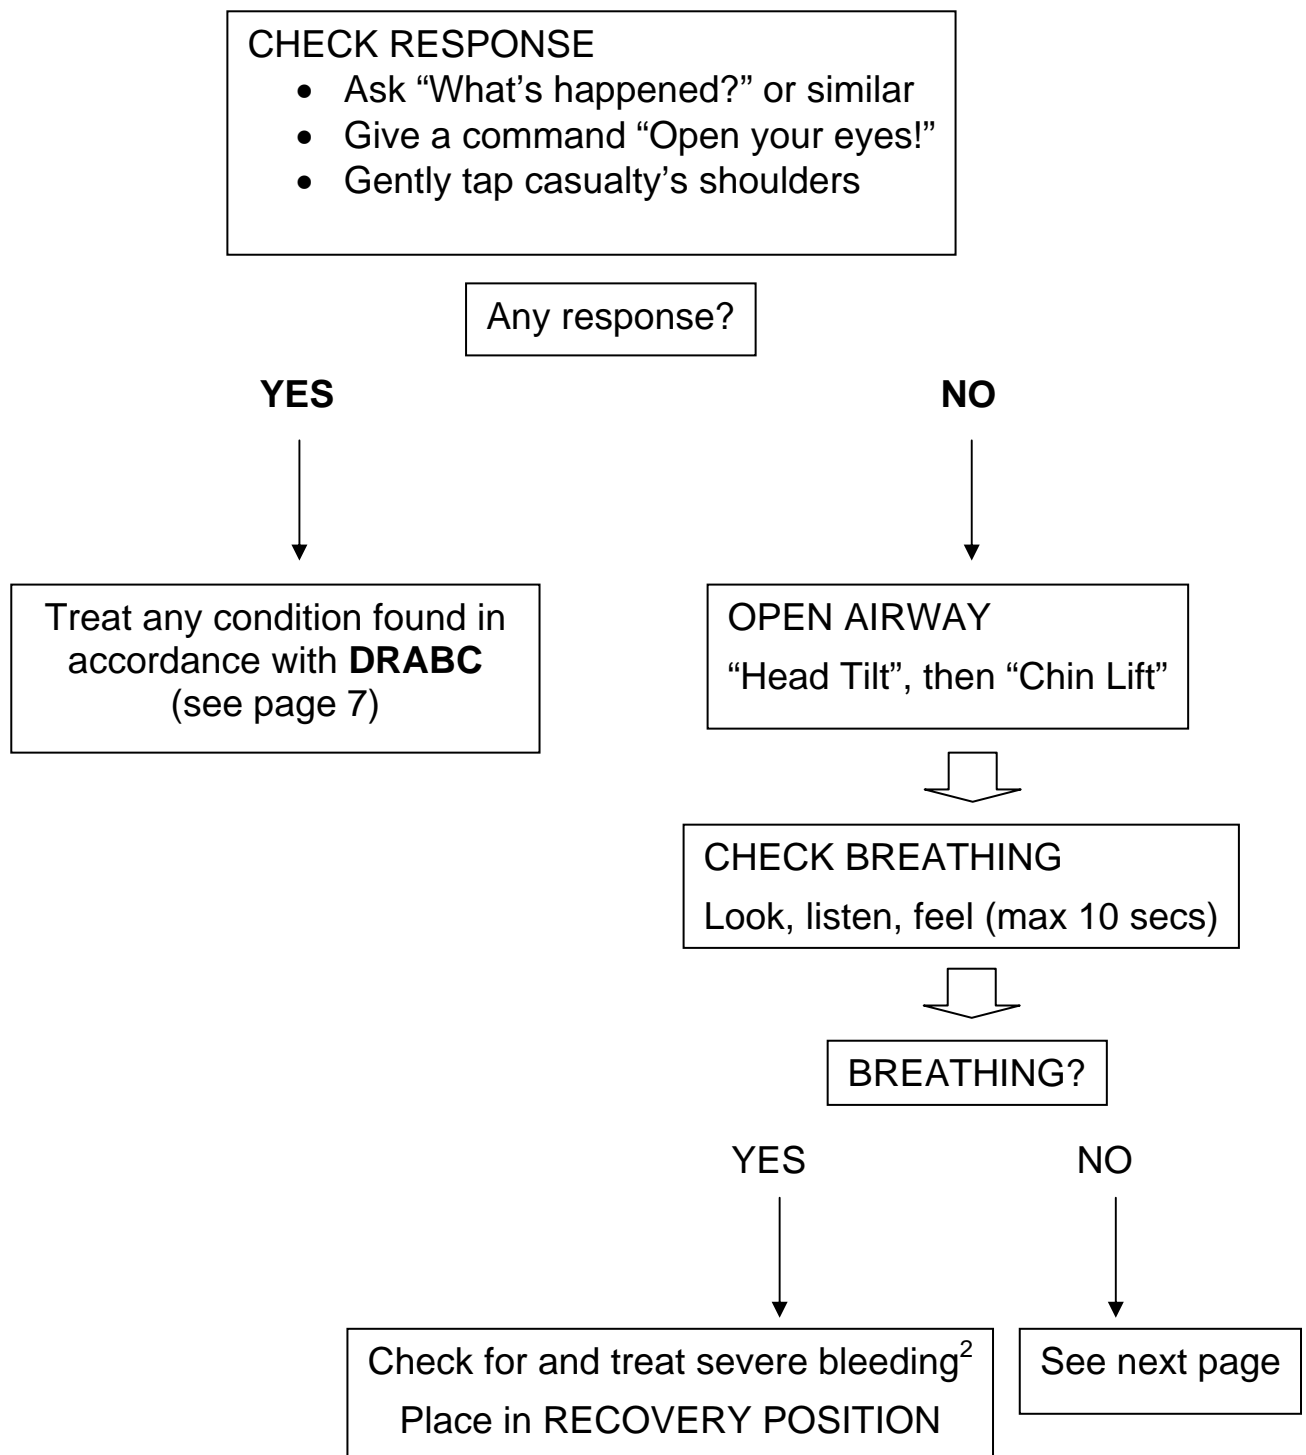 CHECK RESPONSE
• Ask “What’s happened?” or similar
• Give a command “Open your eyes!”
• Gently tap casualty’s shoulders
Any response?
YES
NO
Treat any condition found in
accordance with DRABC
(see page 7)
OPEN AIRWAY
“Head Tilt”, then “Chin Lift”
CHECK BREATHING
Look, listen, feel (max 10 secs)
BREATHING?
YES
NO
Check for and treat severe bleeding²
Place in RECOVERY POSITION
See next page